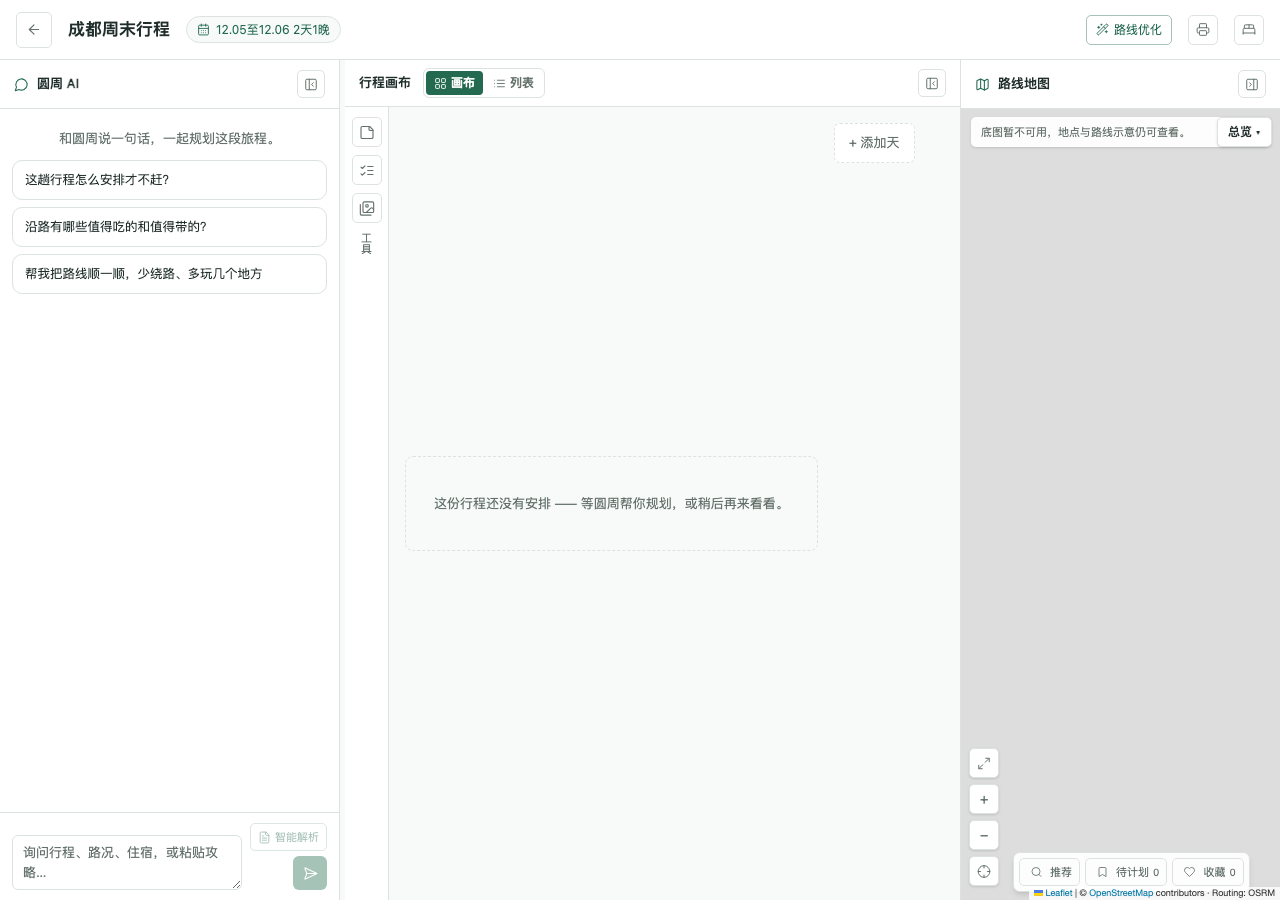 成都周末行程
12.05至12.06 2天1晚
路线优化
圆周 AI
和圆周说一句话，一起规划这段旅程。
这趟行程怎么安排才不赶?
沿路有哪些值得吃的和值得带的?
帮我把路线顺一顺，少绕路、多玩几个地方
智能解析
询问行程、路况、住宿，或粘贴攻
略...
行程画布
画布
列表
工
具
+ 添加天
这份行程还没有安排 —— 等圆周帮你规划，或稍后再来看看。
路线地图
底图暂不可用，地点与路线示意仍可查看。
总览 ▾
+
−
推荐
待计划 0
收藏 0
Leaflet | © OpenStreetMap contributors · Routing: OSRM